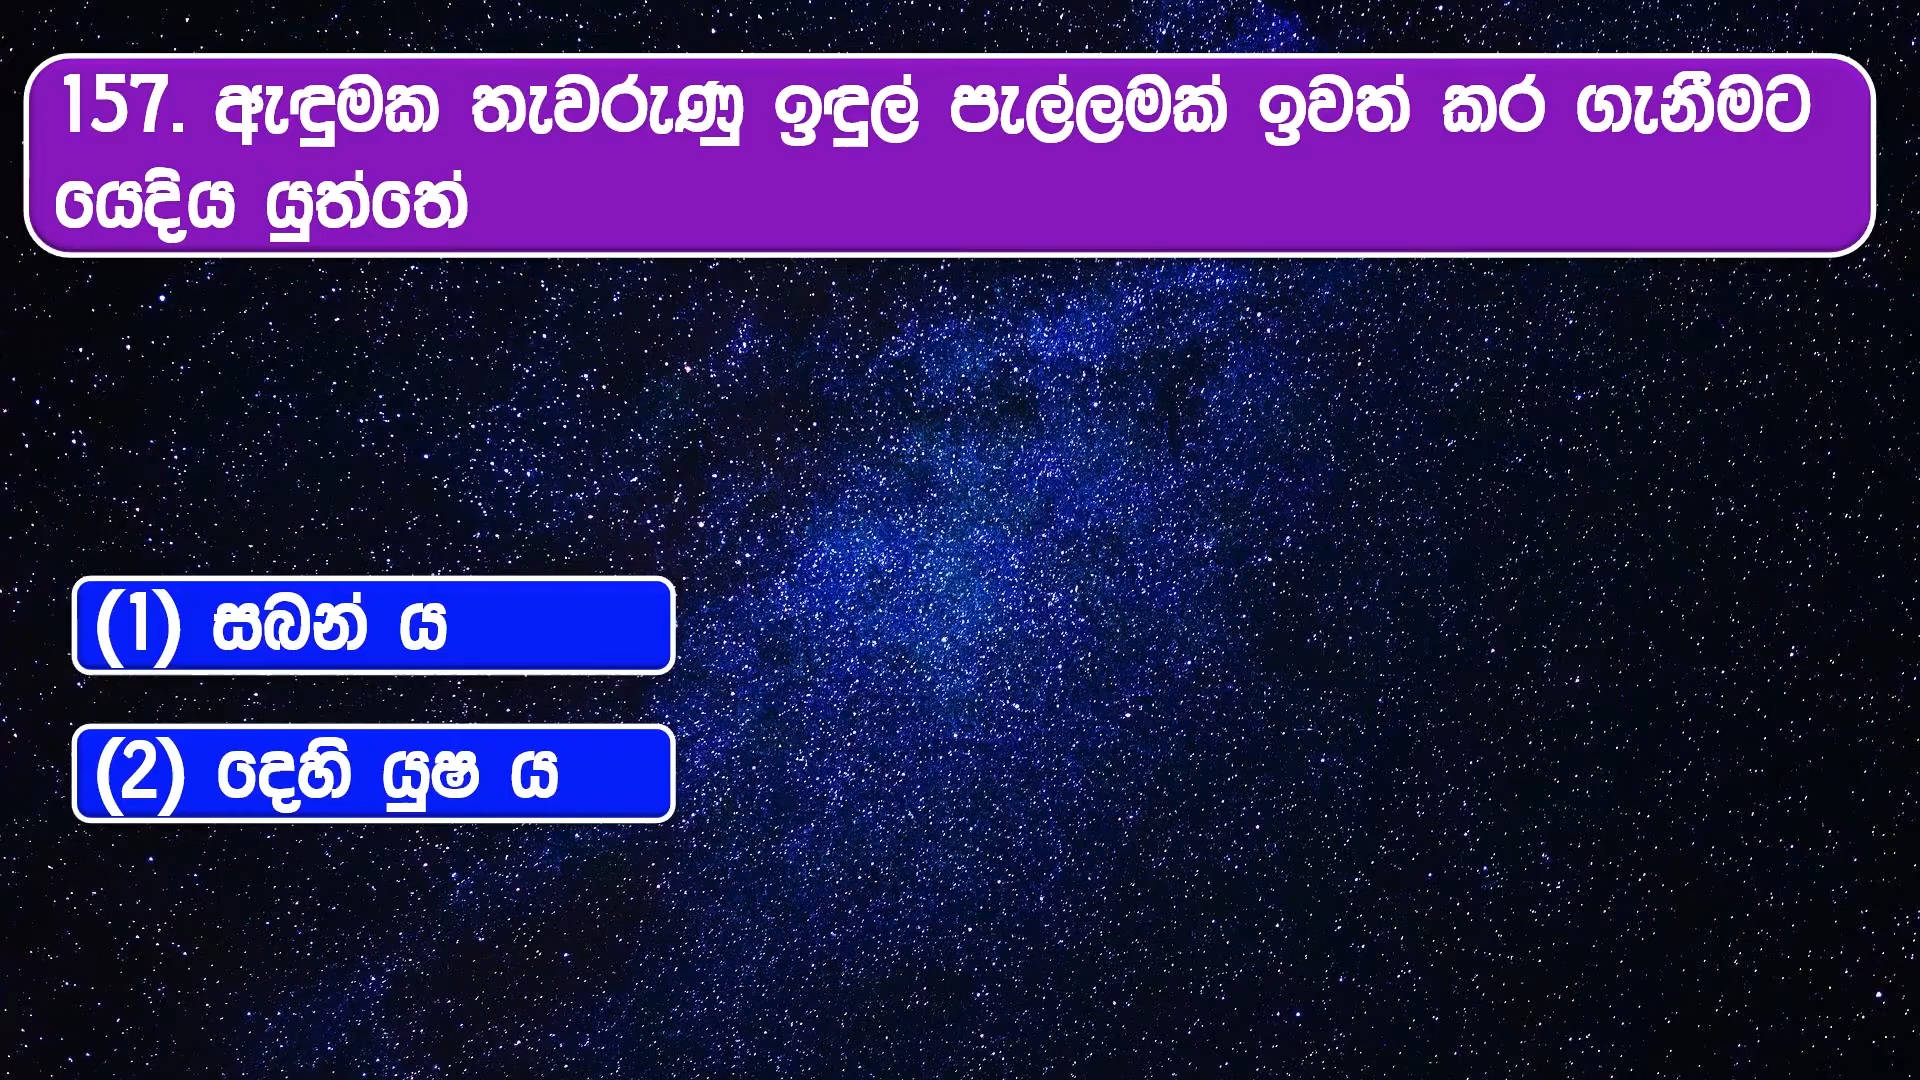 157. ඇඳුමක තැවරුණු ඉඳුල් පැල්ලමක් ඉවත් කර ගැනීමට
යෙදිය යුත්තේ
(1) සබන් ය
(2) දෙහි යුෂ ය